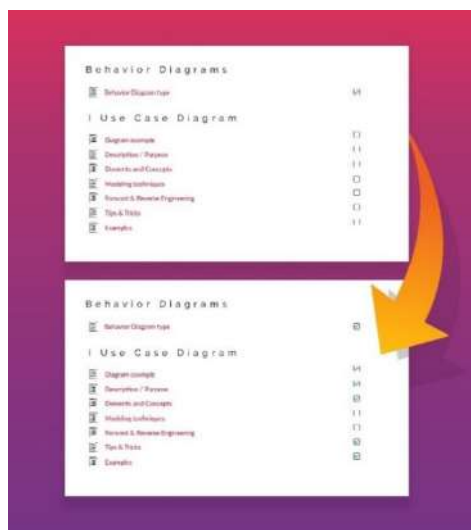 Behavior Diagrams
Behavior Diagram type
I Use Case Diagram
Diagram example
Description / Purpose
Elements and Concepts
Modeling techniques
Forward & Reverse Engineering
Tips & Tricks
Examples
Behavior Diagrams
Behavior Diagram type
I Use Case Diagram
Diagram example
Description / Purpose
Elements and Concepts
Modeling techniques
Forward & Reverse Engineering
Tips & Tricks
Examples